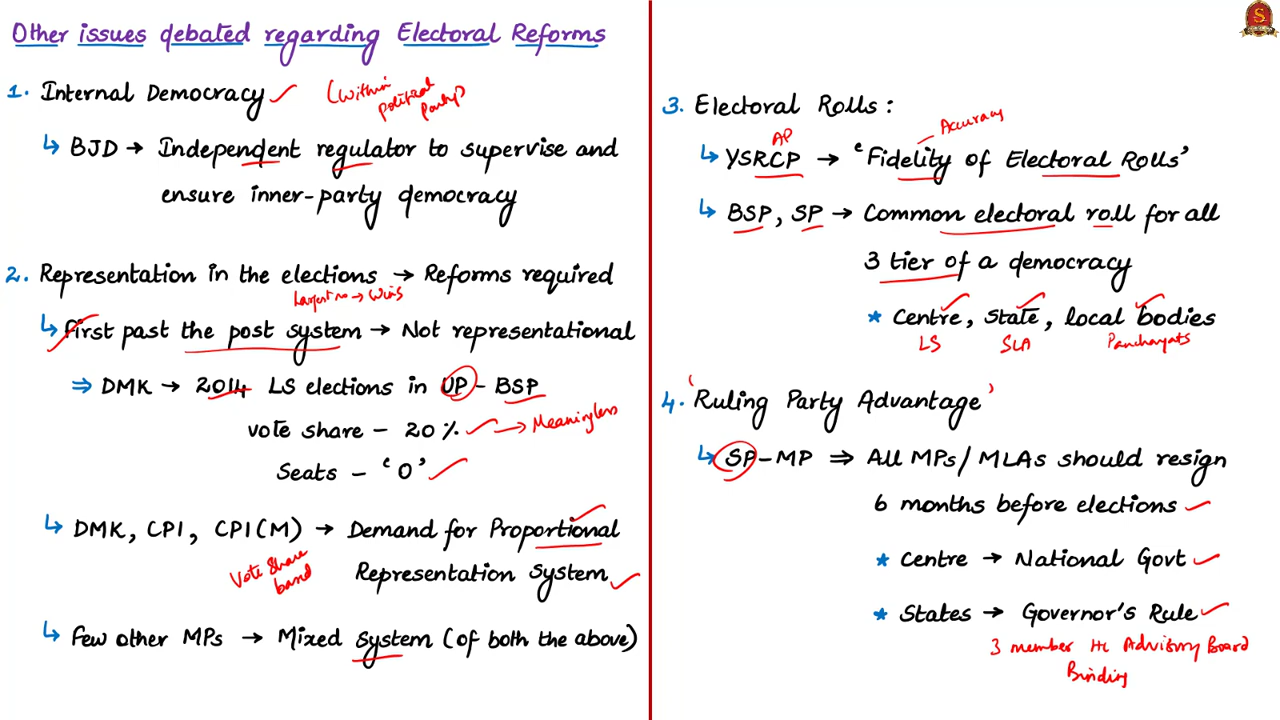 Other issues debated regarding Electoral Reforms
1. Internal Democracy (Within
political
party)
↳ BJD → Independent regulator to supervise and
ensure inner-party democracy
2. Representation in the elections → Reforms required
Largest no → Wins
↳ First past the post system → Not representational
⇒ DMK → 2014 LS elections in UP - BSP
vote share - 20% → Meaningless
Seats - '0'
↳ DMK, CPI, CPI(M) → Demand for Proportional
Vote Share
based
Representation System
↳ Few other MPs → Mixed system (of both the above)
3. Electoral Rolls :
AP
Accuracy
↳ YSRCP → 'Fidelity of Electoral Rolls'
↳ BSP, SP → Common electoral roll for all
3 tier of a democracy
* Centre, State, local bodies
LS SLA Panchayats
4. 'Ruling Party Advantage'
↳ SP-MP ⇒ All MPs/MLAs should resign
6 months before elections
* Centre → National Govt
* States → Governor's Rule
3 member HC Advisory Board
Binding
S